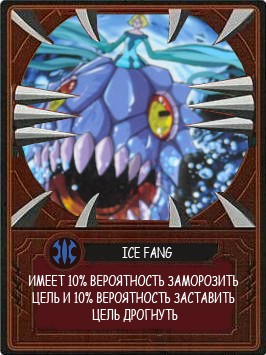 ICE FANG
ИМЕЕТ 10% ВЕРОЯТНОСТЬ ЗАМОРОЗИТЬ
ЦЕЛЬ И 10% ВЕРОЯТНОСТЬ ЗАСТАВИТЬ
ЦЕЛЬ ДРОГНУТЬ